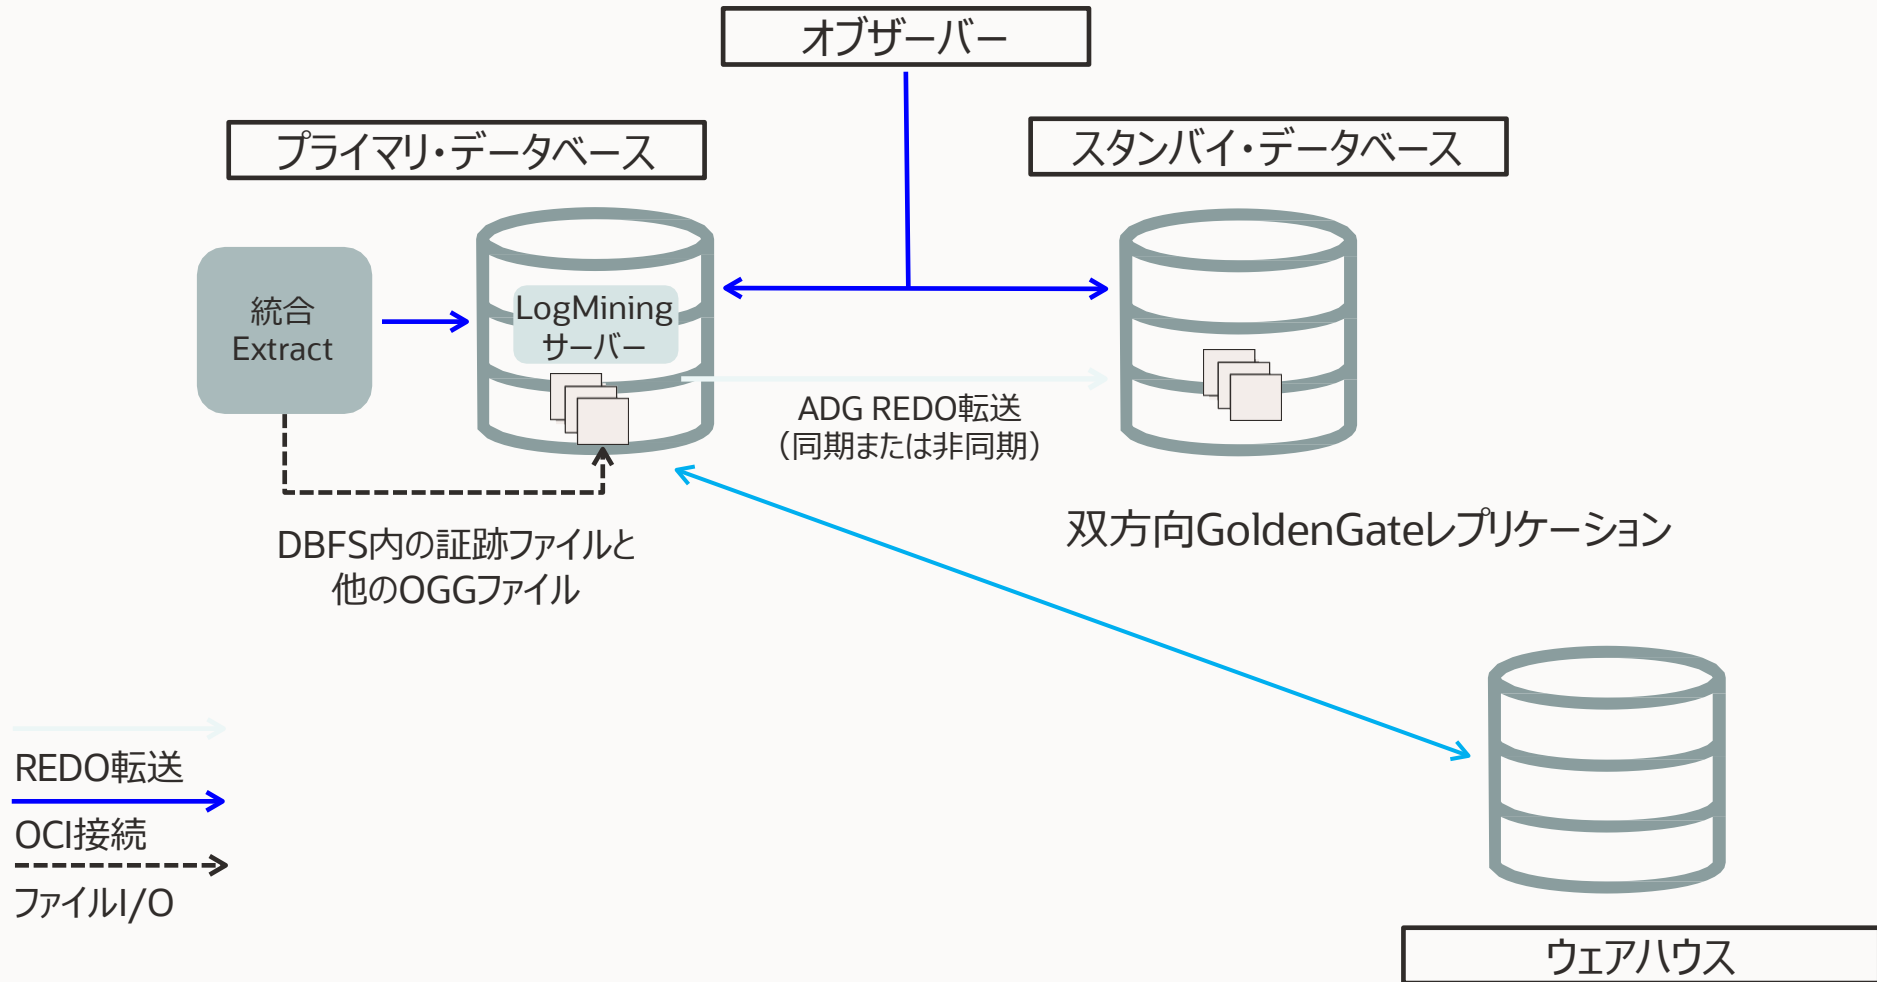 オブザーバー
プライマリ・データベース
スタンバイ・データベース
統合
Extract
LogMining
サーバー
ADG REDO転送
（同期または非同期）
DBFS内の証跡ファイルと
他のOGGファイル
双方向GoldenGateレプリケーション
REDO転送
OCI接続
ファイルI/O
ウェアハウス